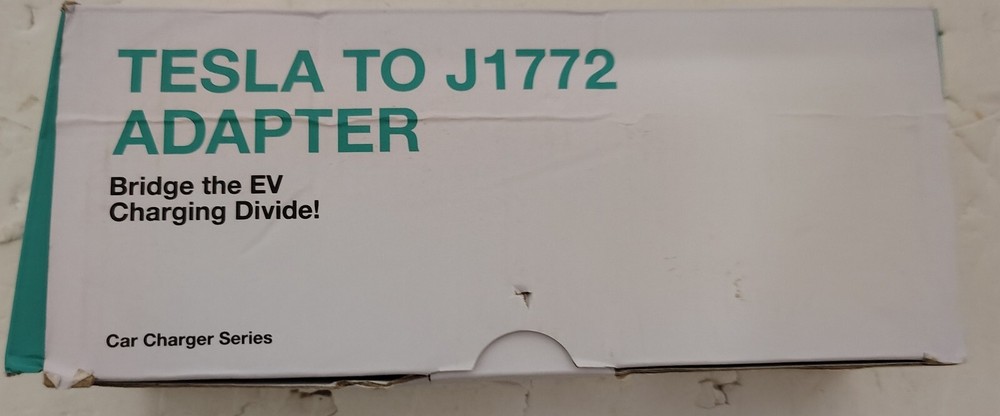 TESLA TO J1772
ADAPTER
Bridge the EV
Charging Divide!
Car Charger Series